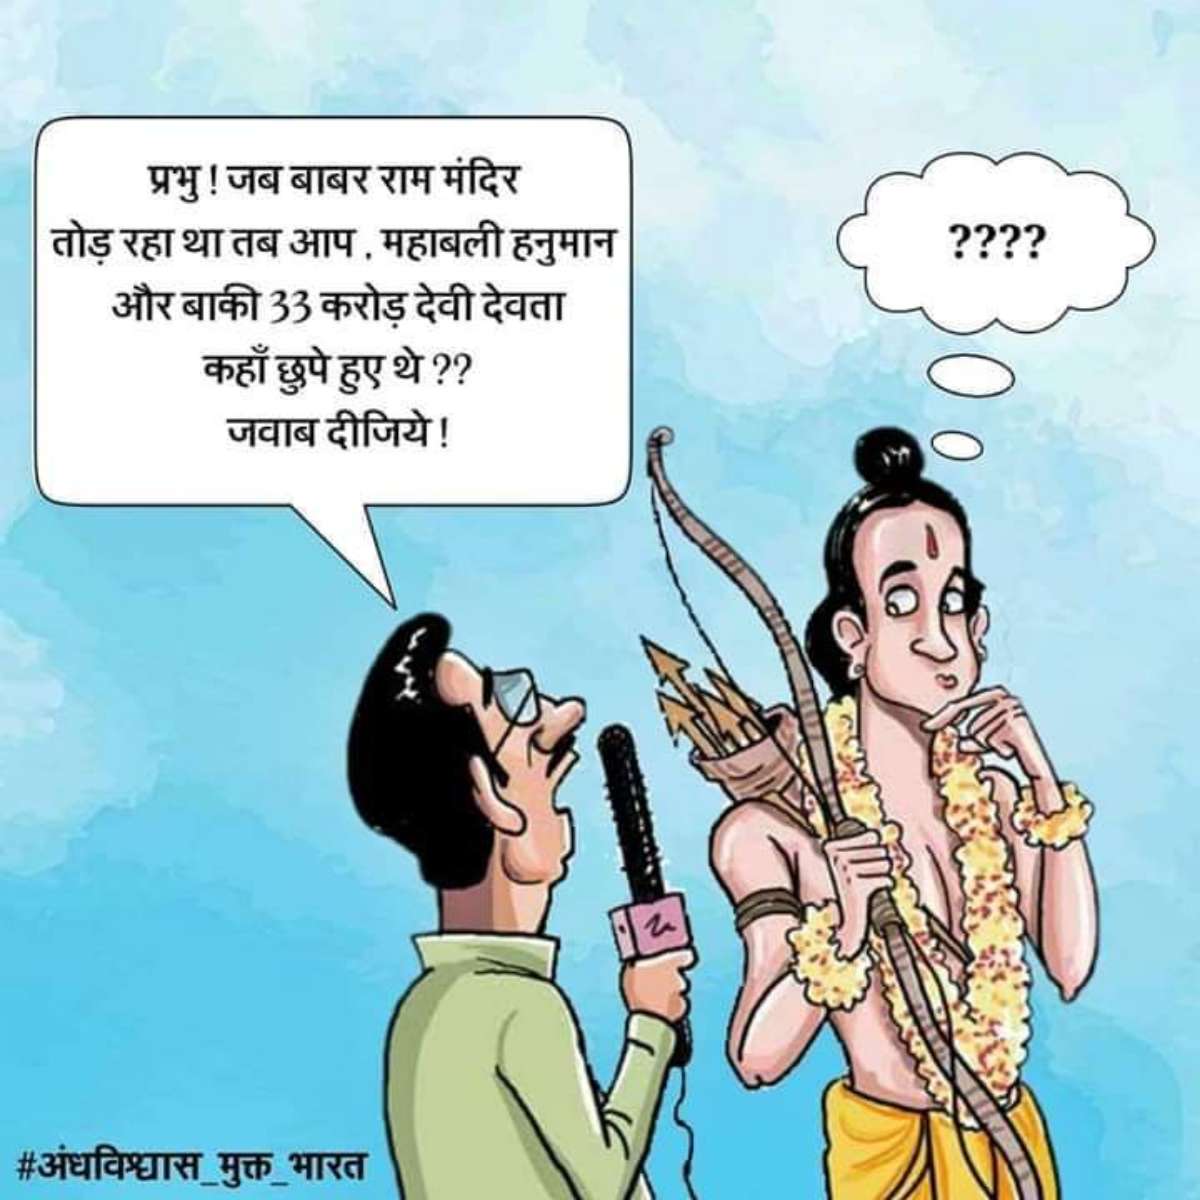 प्रभु ! जब बाबर राम मंदिर
तोड़ रहा था तब आप , महाबली हनुमान
और बाकी 33 करोड़ देवी देवता
कहाँ छुपे हुए थे ??
जवाब दीजिये !
????
#अंधविश्वास_मुक्त_भारत